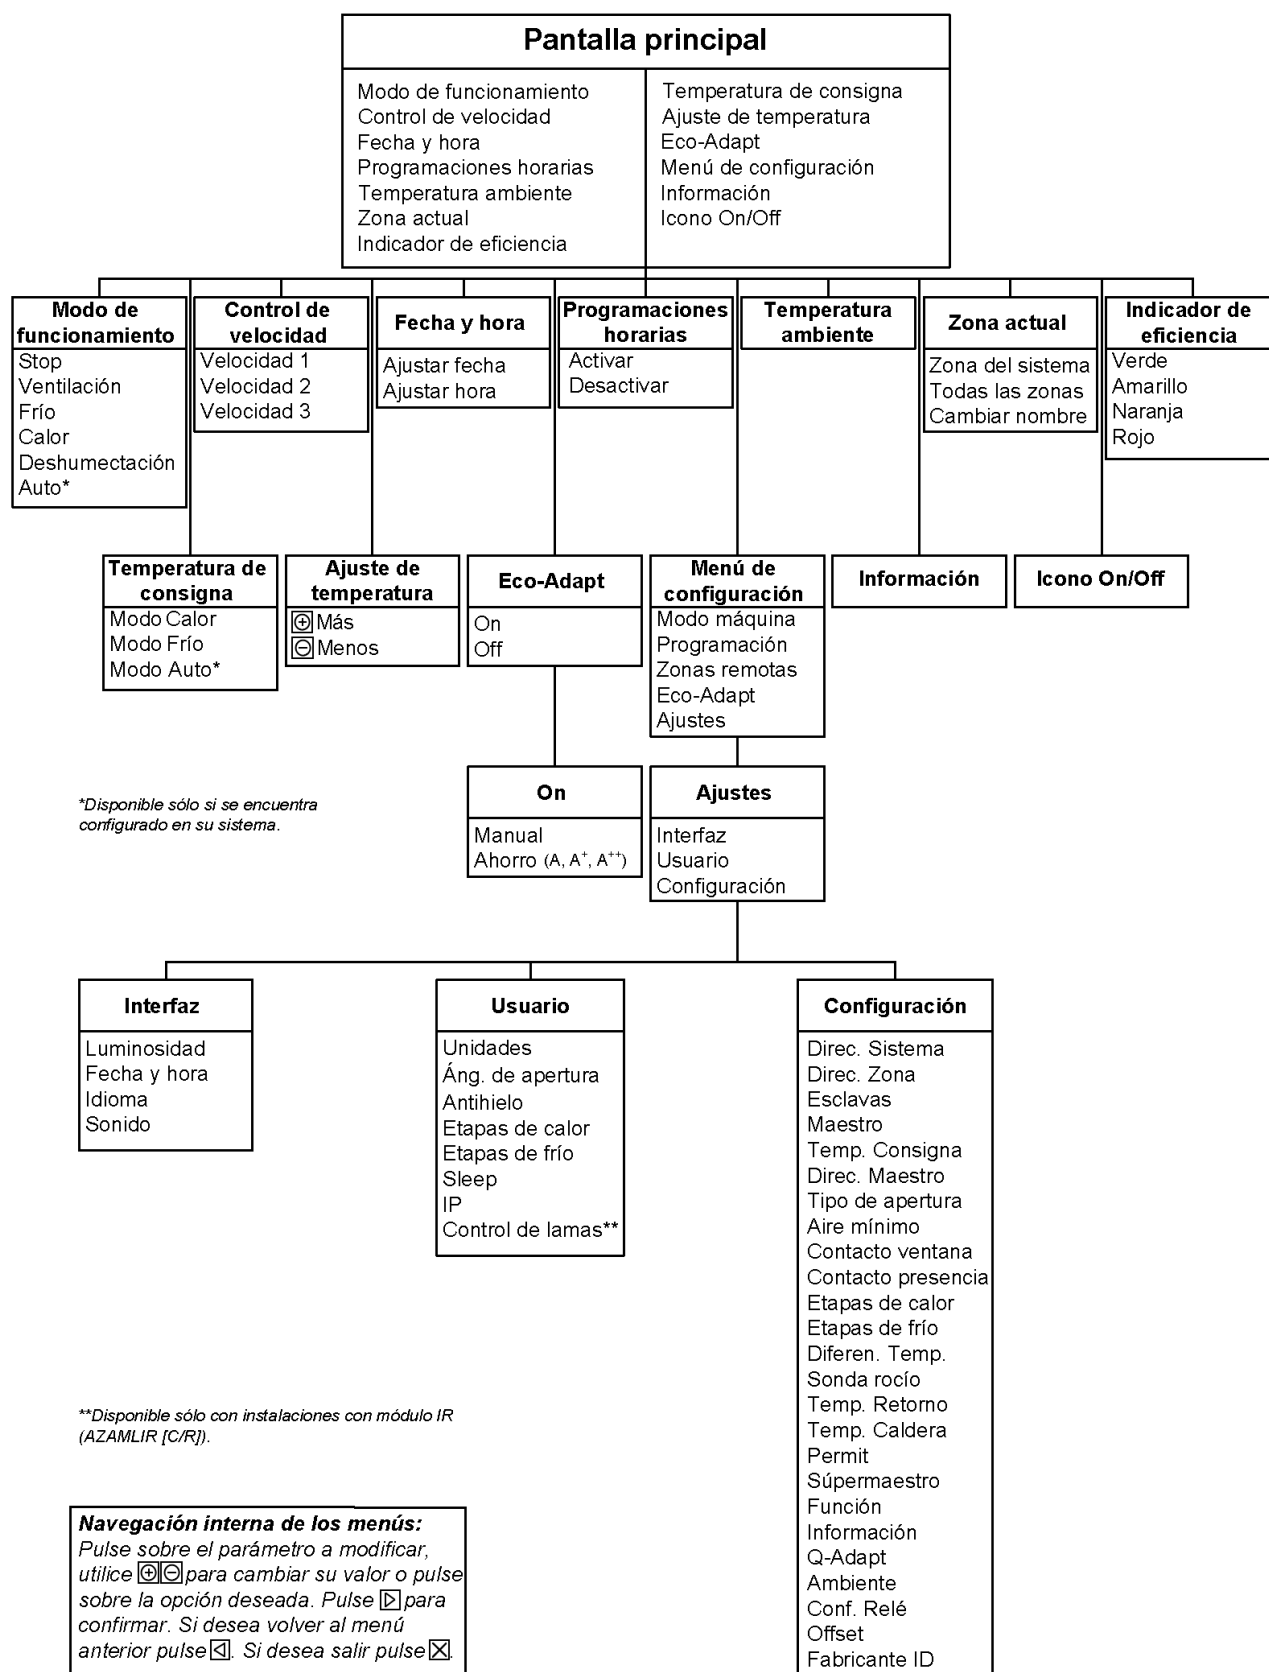 Pantalla principal
Modo de funcionamiento
Control de velocidad
Fecha y hora
Programaciones horarias
Temperatura ambiente
Zona actual
Indicador de eficiencia
Temperatura de consigna
Ajuste de temperatura
Eco-Adapt
Menú de configuración
Información
Icono On/Off
Modo de
funcionamiento
Stop
Ventilación
Frío
Calor
Deshumectación
Auto*
Control de
velocidad
Velocidad 1
Velocidad 2
Velocidad 3
Fecha y hora
Ajustar fecha
Ajustar hora
Programaciones
horarias
Activar
Desactivar
Temperatura
ambiente
Zona actual
Zona del sistema
Todas las zonas
Cambiar nombre
Indicador de
eficiencia
Verde
Amarillo
Naranja
Rojo
Temperatura de
consigna
Modo Calor
Modo Frío
Modo Auto*
Ajuste de
temperatura
⊕ Más
⊖ Menos
Eco-Adapt
On
Off
Menú de
configuración
Modo máquina
Programación
Zonas remotas
Eco-Adapt
Ajustes
Información
Icono On/Off
*Disponible sólo si se encuentra
configurado en su sistema.
On
Manual
Ahorro (A, A⁺, A⁺⁺)
Ajustes
Interfaz
Usuario
Configuración
Interfaz
Luminosidad
Fecha y hora
Idioma
Sonido
Usuario
Unidades
Áng. de apertura
Antihielo
Etapas de calor
Etapas de frío
Sleep
IP
Control de lamas**
Configuración
Direc. Sistema
Direc. Zona
Esclavas
Maestro
Temp. Consigna
Direc. Maestro
Tipo de apertura
Aire mínimo
Contacto ventana
Contacto presencia
Etapas de calor
Etapas de frío
Diferen. Temp.
Sonda rocío
Temp. Retorno
Temp. Caldera
Permit
Súpermaestro
Función
Información
Q-Adapt
Ambiente
Conf. Relé
Offset
Fabricante ID
**Disponible sólo con instalaciones con módulo IR
(AZAMLIR [C/R]).
Navegación interna de los menús:
Pulse sobre el parámetro a modificar,
utilice ⊕⊖ para cambiar su valor o pulse
sobre la opción deseada. Pulse ▷ para
confirmar. Si desea volver al menú
anterior pulse ◁. Si desea salir pulse ☒.